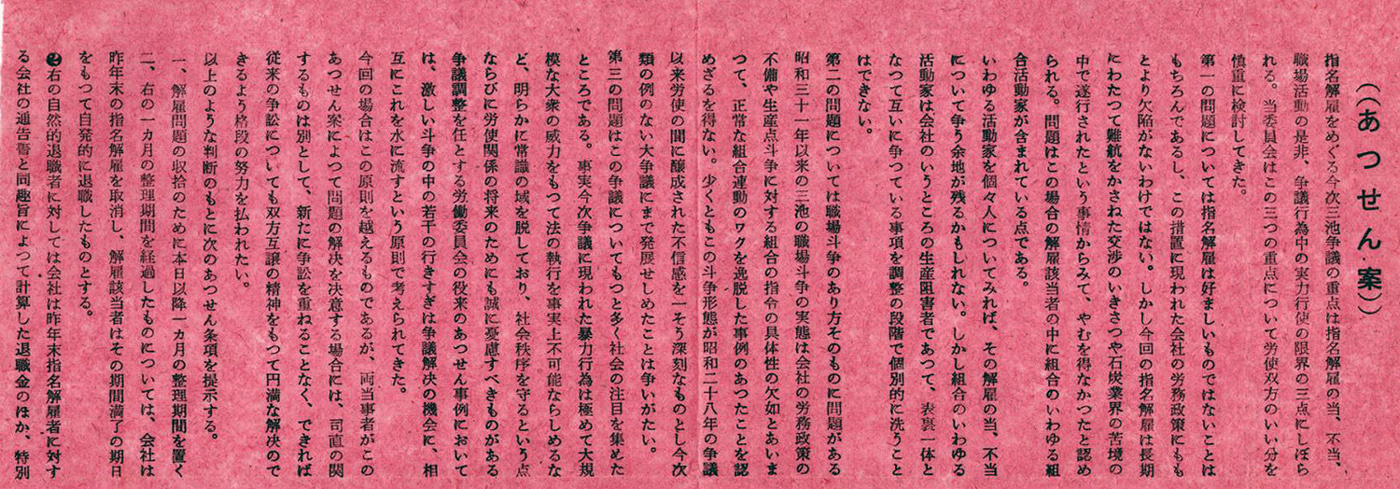 （（あつせん案））
指名解雇をめぐる今次三池争議の重点は指名解雇の当、不当、
職場活動の是非、争議行為中の実力行使の限界の三点にしぼら
れる。当委員会はこの三つの重点について労使双方のいい分を
慎重に検討してきた。
第一の問題については指名解雇は好ましいものではないことは
もちろんであるし、この措置に現われた会社の労務政策にもも
とより欠陥がないわけではない。しかし今回の指名解雇は長期
にわたつて難航をかさねた交渉のいきさつや石炭業界の苦境の
中で遂行されたという事情からみて、やむを得なかつたと認め
られる。問題はこの場合の解雇該当者の中に組合のいわゆる組
合活動家が含まれている点である。
いわゆる活動家を個々人についてみれば、その解雇の当、不当
について争う余地が残るかもしれない。しかし組合のいわゆる
活動家は会社のいうところの生産阻害者であつて、表裏一体と
なつて互いに争つている事項を調整の段階で個別的に洗うこと
はできない。
第二の問題については職場斗争のあり方そのものに問題がある
昭和三十一年以来の三池の職場斗争の実態は会社の労務政策の
不備や生産点斗争に対する組合の指令の具体性の欠如とあいま
つて、正常な組合運動のワクを逸脱した事例のあつたことを認
めざるを得ない。少くともこの斗争形態が昭和二十八年の争議
以来労使の間に醸成された不信感を一そう深刻なものとし今次
類の例のない大争議にまで発展せしめたことは争いがたい。
第三の問題はこの争議についてもつと多く社会の注目を集めた
ところである。事実今次争議に現われた暴力行為は極めて大規
模な大衆の威力をもつて法の執行を事実上不可能ならしめるな
ど、明らかに常識の域を脱しており、社会秩序を守るという点
ならびに労使関係の将来のためにも誠に憂慮すべきものがある
争議調整を任とする労働委員会の従来のあつせん事例において
は、激しい斗争の中の若干の行きすぎは争議解決の機会に、相
互にこれを水に流すという原則で考えられてきた。
今回の場合はこの原則を越えるものであるが、両当事者がこの
あつせん案によつて問題の解決を決意する場合には、司直の関
するものは別として、新たに争訟を重ねることなく、できれば
従来の争訟についても双方互譲の精神をもつて円満な解決ので
きるよう格段の努力を払われたい。
以上のような判断のもとに次のあつせん条項を提示する。
一、解雇問題の収拾のために本日以降一カ月の整理期間を置く
二、右の一カ月の整理期間を経過したものについては、会社は
昨年末の指名解雇を取消し、解雇該当者はその期間満了の期日
をもつて自発的に退職したものとする。
❷右の自然的退職者に対しては会社は昨年末指名解雇者に対す
る会社の通告書と同趣旨によつて計算した退職金のほか、特別